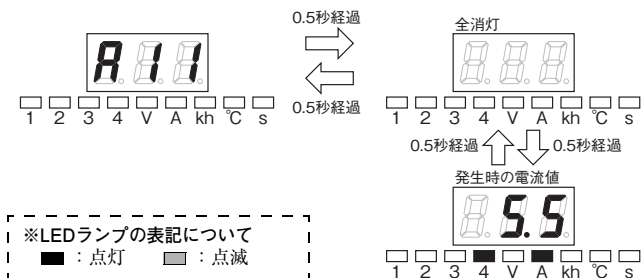 A11
0.5秒経過
0.5秒経過
1 2 3 4 V A kh ℃ s
全消灯
1 2 3 4 V A kh ℃ s
0.5秒経過 0.5秒経過
発生時の電流値
5.5
1 2 3 4 V A kh ℃ s
※LEDランプの表記について
：点灯 ：点滅